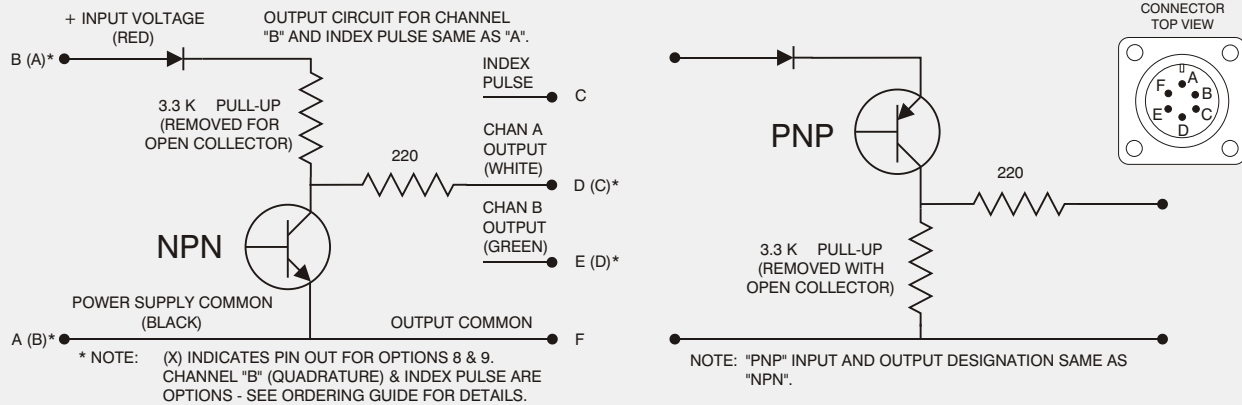 + INPUT VOLTAGE
(RED)
OUTPUT CIRCUIT FOR CHANNEL
"B" AND INDEX PULSE SAME AS "A".
B (A)*
3.3 K PULL-UP
(REMOVED FOR
OPEN COLLECTOR)
INDEX
PULSE
C
CHAN A
OUTPUT
(WHITE)
220
D (C)*
CHAN B
OUTPUT
(GREEN)
E (D)*
NPN
POWER SUPPLY COMMON
(BLACK)
OUTPUT COMMON
A (B)*
F
* NOTE: (X) INDICATES PIN OUT FOR OPTIONS 8 & 9.
CHANNEL "B" (QUADRATURE) & INDEX PULSE ARE
OPTIONS - SEE ORDERING GUIDE FOR DETAILS.
CONNECTOR
TOP VIEW
A
B
C
D
E
F
PNP
220
3.3 K PULL-UP
(REMOVED WITH
OPEN COLLECTOR)
NOTE: "PNP" INPUT AND OUTPUT DESIGNATION SAME AS
"NPN".